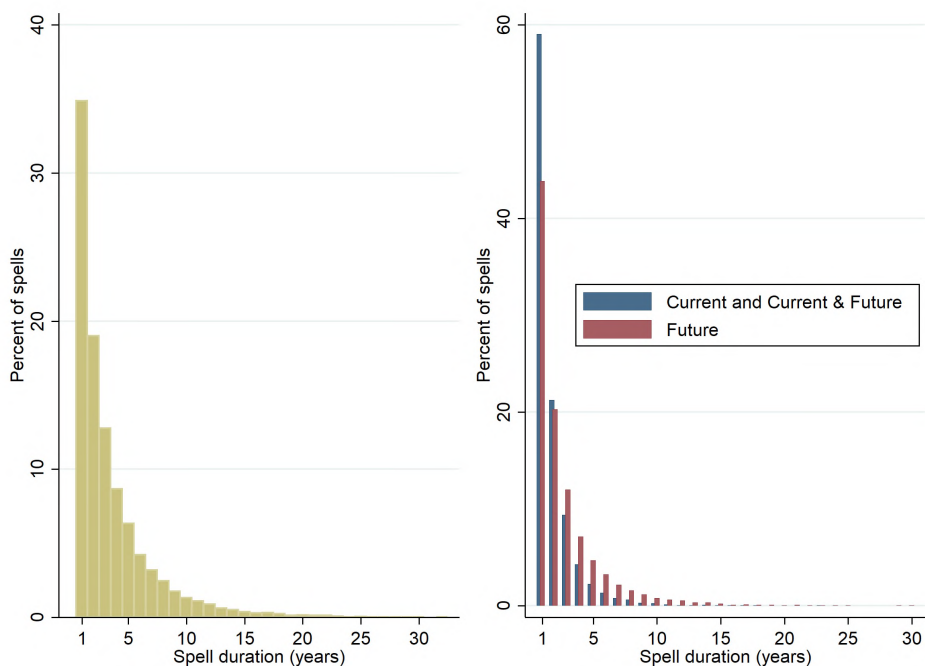 40
30
20
10
0
Percent of spells
1 5 10 15 20 25 30
Spell duration (years)
60
40
20
0
Percent of spells
Current and Current & Future
Future
1 5 10 15 20 25 30
Spell duration (years)